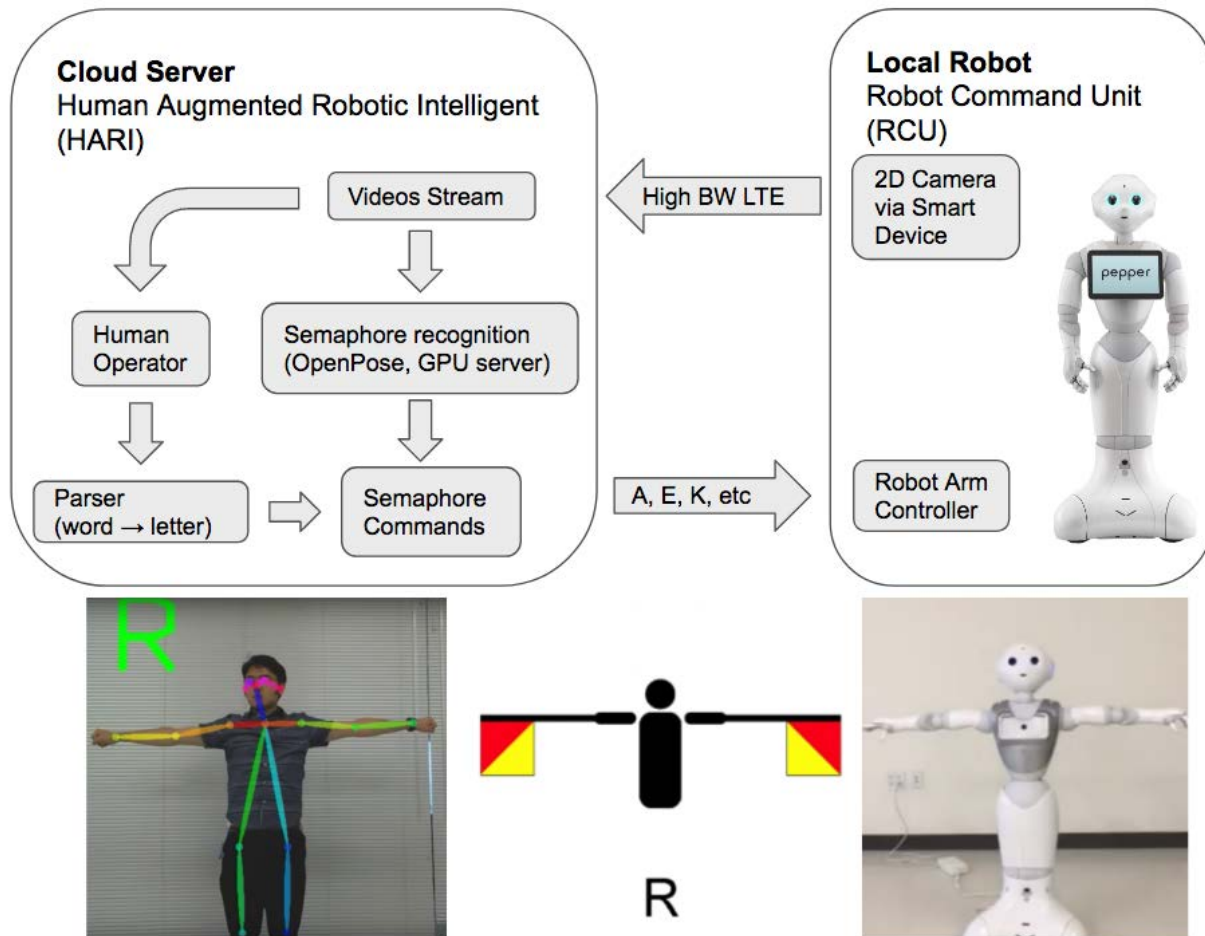 Cloud Server
Human Augmented Robotic Intelligent
(HARI)
Videos Stream
Human
Operator
Semaphore recognition
(OpenPose, GPU server)
Parser
(word → letter)
Semaphore
Commands
High BW LTE
A, E, K, etc
Local Robot
Robot Command Unit
(RCU)
2D Camera
via Smart
Device
pepper
Robot Arm
Controller
R
R